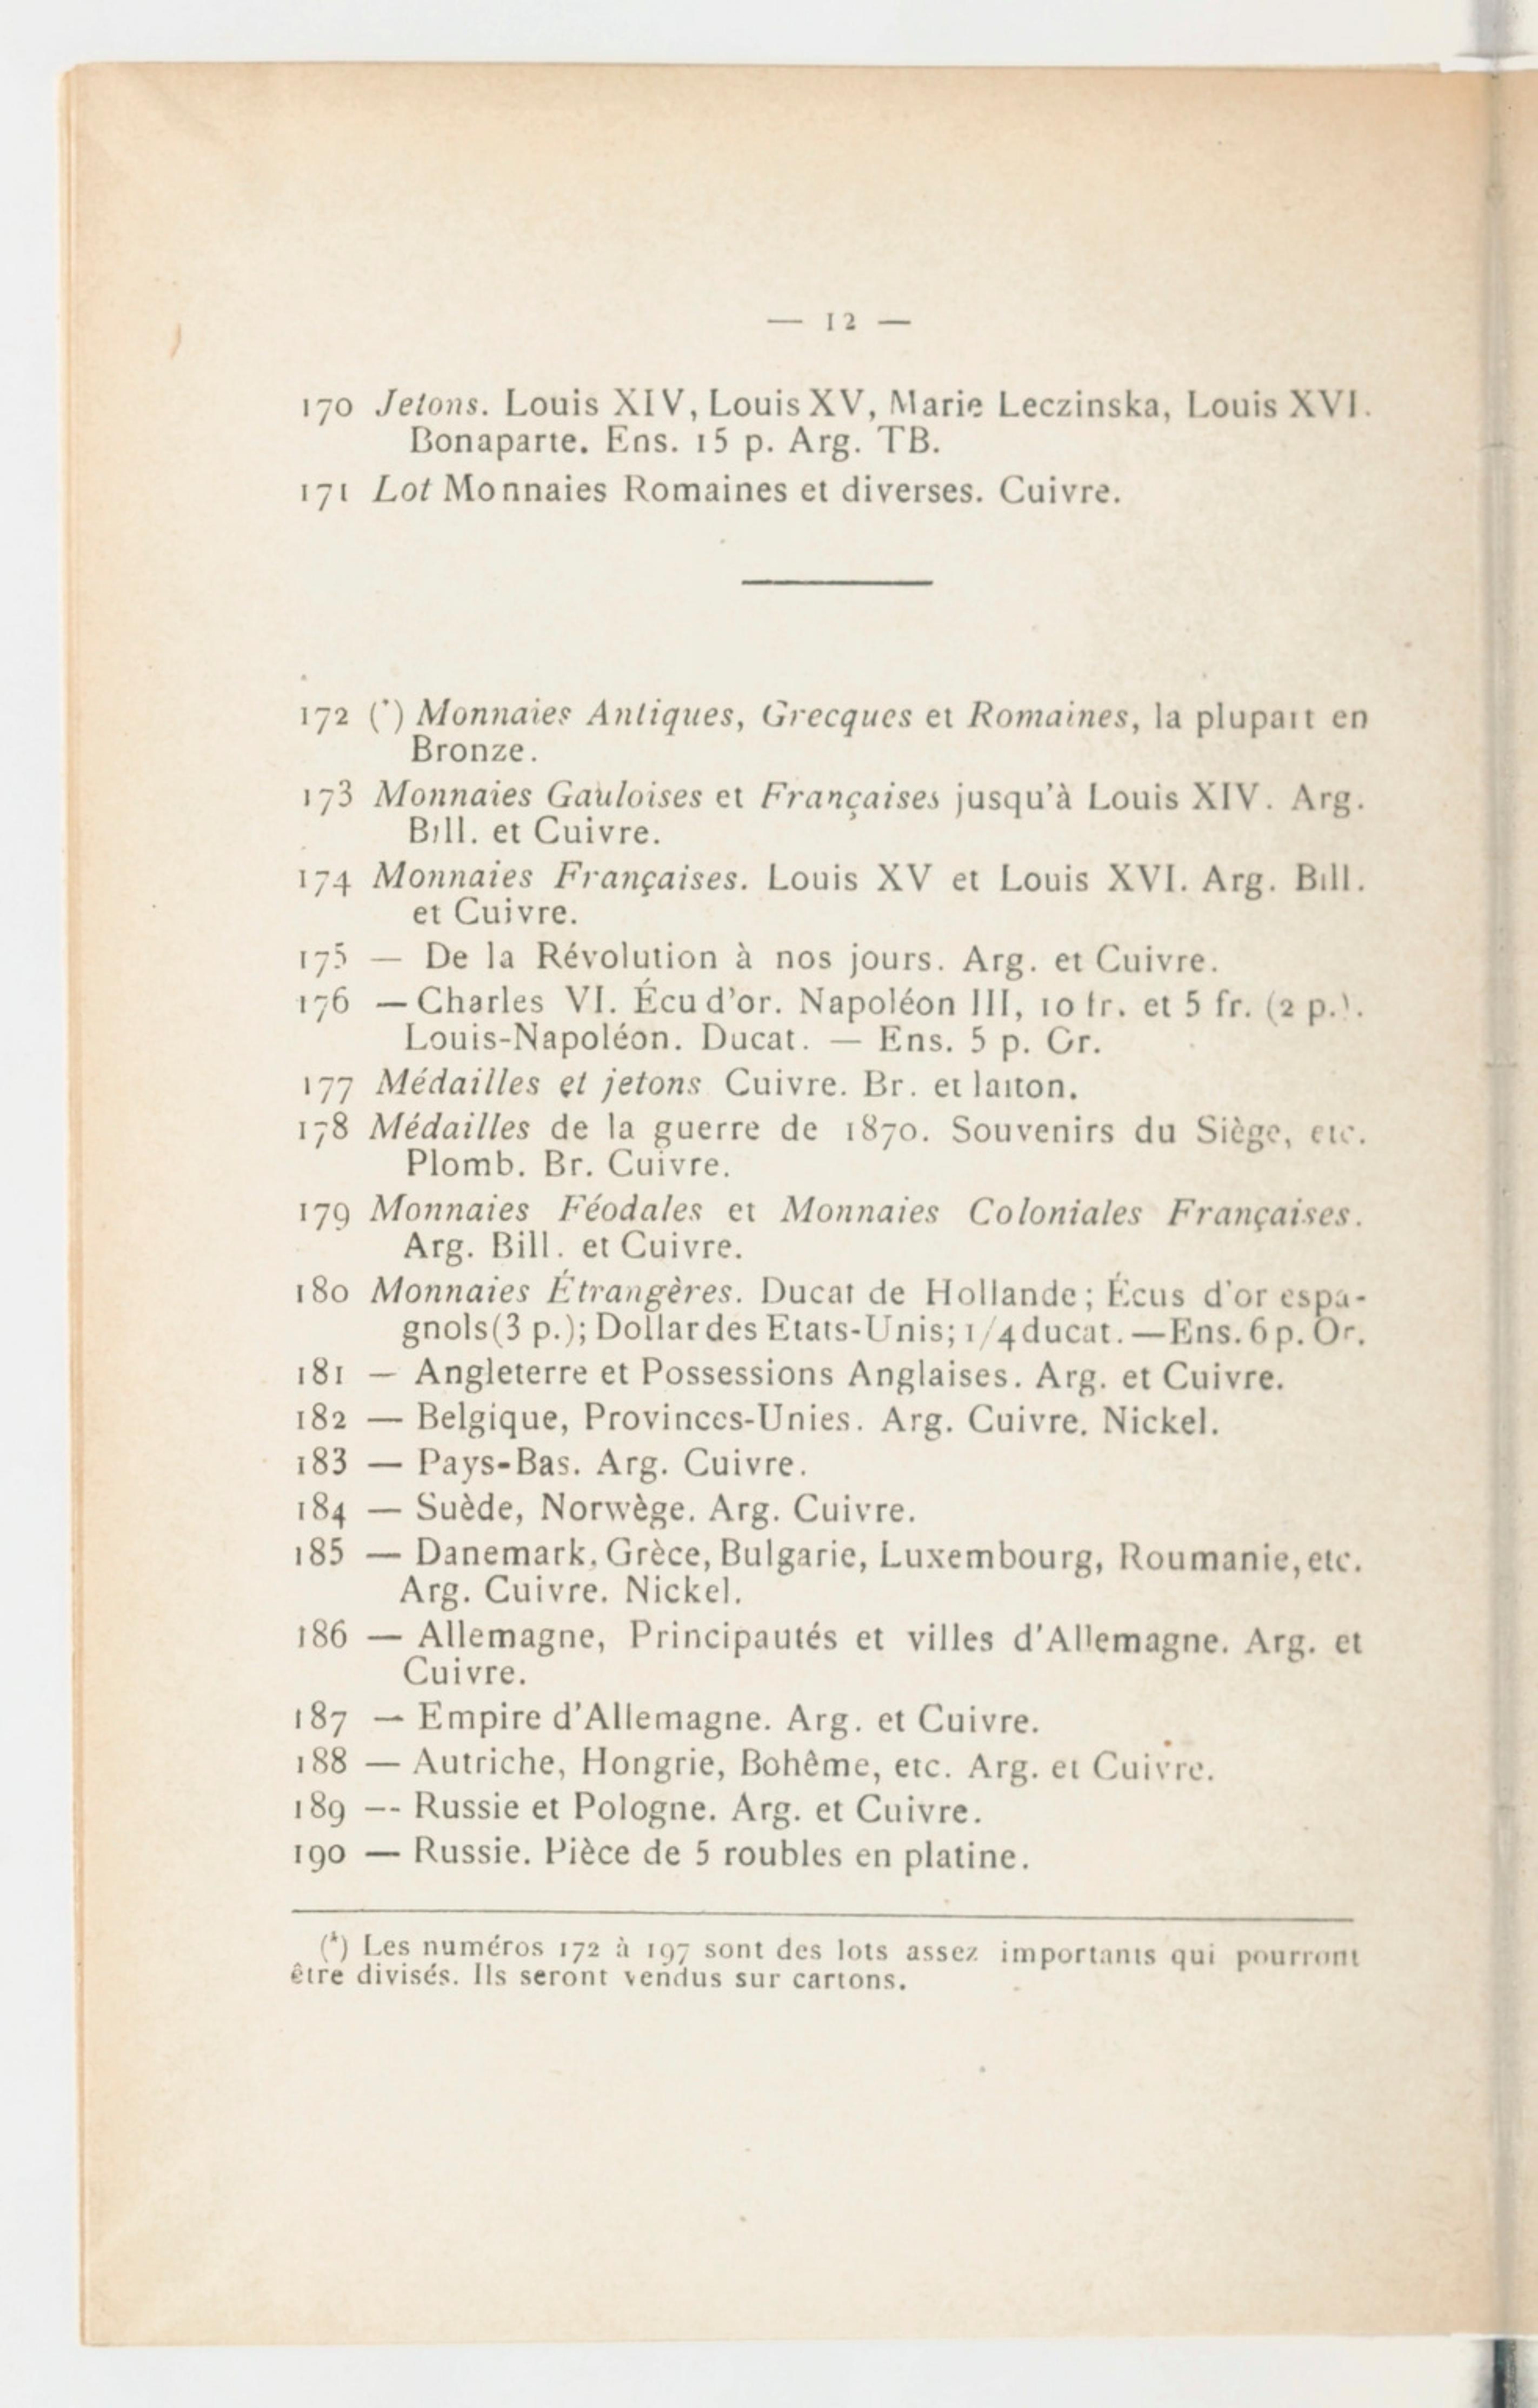 — 12 —
170 Jetons. Louis XIV, Louis XV, Marie Leczinska, Louis XVI.
Bonaparte. Ens. 15 p. Arg. TB.
171 Lot Monnaies Romaines et diverses. Cuivre.
172 (*) Monnaies Antiques, Grecques et Romaines, la plupart en
Bronze.
173 Monnaies Gauloises et Françaises jusqu'à Louis XIV. Arg.
Bill. et Cuivre.
174 Monnaies Françaises. Louis XV et Louis XVI. Arg. Bill.
et Cuivre.
175 — De la Révolution à nos jours. Arg. et Cuivre.
176 — Charles VI. Écu d'or. Napoléon III, 10 fr. et 5 fr. (2 p.).
Louis-Napoléon. Ducat. — Ens. 5 p. Or.
177 Médailles et jetons Cuivre. Br. et laiton.
178 Médailles de la guerre de 1870. Souvenirs du Siège, etc.
Plomb. Br. Cuivre.
179 Monnaies Féodales et Monnaies Coloniales Françaises.
Arg. Bill. et Cuivre.
180 Monnaies Étrangères. Ducat de Hollande; Écus d'or espa-
gnols (3 p.); Dollar des Etats-Unis; 1/4 ducat. — Ens. 6 p. Or.
181 — Angleterre et Possessions Anglaises. Arg. et Cuivre.
182 — Belgique, Provinces-Unies. Arg. Cuivre. Nickel.
183 — Pays-Bas. Arg. Cuivre.
184 — Suède, Norwège. Arg. Cuivre.
185 — Danemark, Grèce, Bulgarie, Luxembourg, Roumanie, etc.
Arg. Cuivre. Nickel.
186 — Allemagne, Principautés et villes d'Allemagne. Arg. et
Cuivre.
187 — Empire d'Allemagne. Arg. et Cuivre.
188 — Autriche, Hongrie, Bohême, etc. Arg. et Cuivre.
189 — Russie et Pologne. Arg. et Cuivre.
190 — Russie. Pièce de 5 roubles en platine.
(*) Les numéros 172 à 197 sont des lots assez importants qui pourront
être divisés. Ils seront vendus sur cartons.